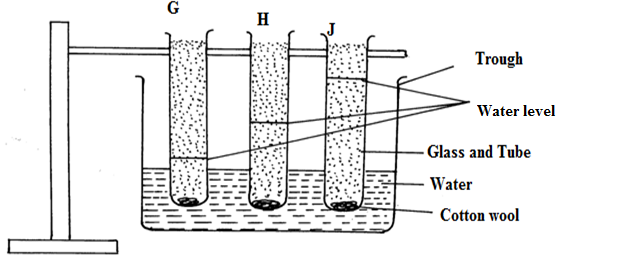 G
H
J
Trough
Water level
Glass and Tube
Water
Cotton wool